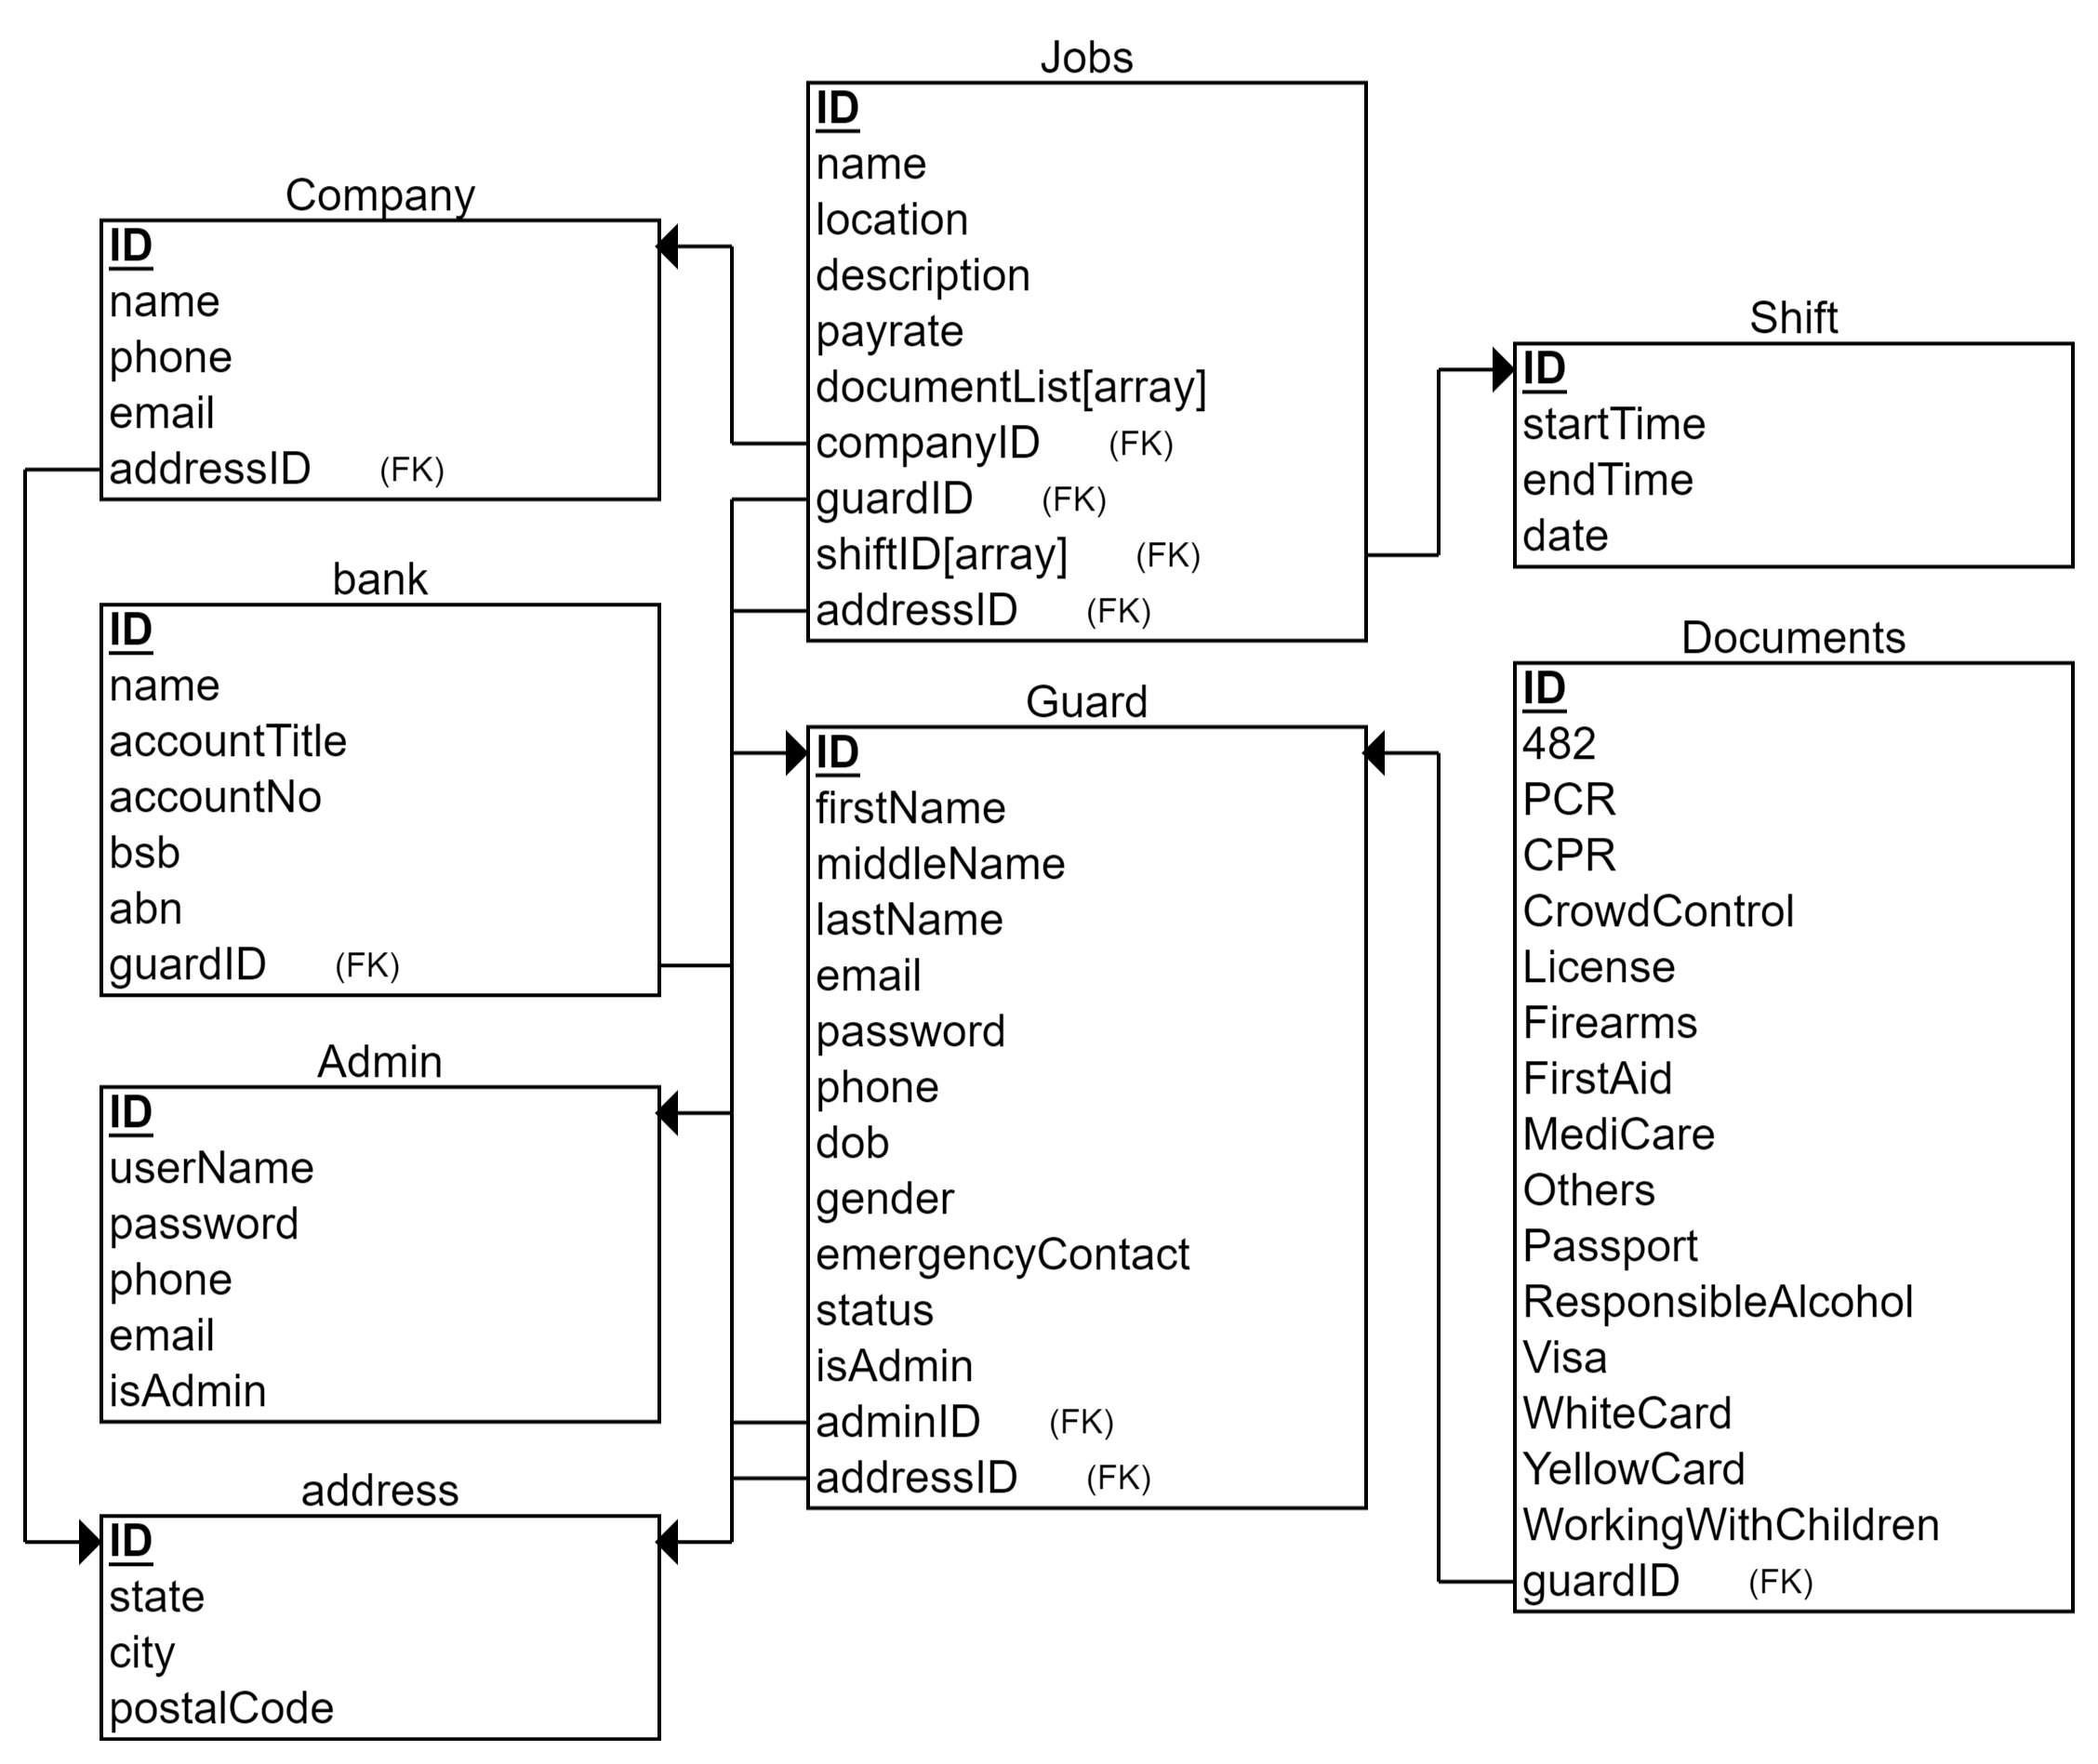 Jobs
ID
name
location
description
payrate
documentList[array]
companyID (FK)
guardID (FK)
shiftID[array] (FK)
addressID (FK)
Company
ID
name
phone
email
addressID (FK)
Shift
ID
startTime
endTime
date
bank
ID
name
accountTitle
accountNo
bsb
abn
guardID (FK)
Documents
ID
482
PCR
CPR
CrowdControl
License
Firearms
FirstAid
MediCare
Others
Passport
ResponsibleAlcohol
Visa
WhiteCard
YellowCard
WorkingWithChildren
guardID (FK)
Guard
ID
firstName
middleName
lastName
email
password
phone
dob
gender
emergencyContact
status
isAdmin
adminID (FK)
addressID (FK)
Admin
ID
userName
password
phone
email
isAdmin
address
ID
state
city
postalCode